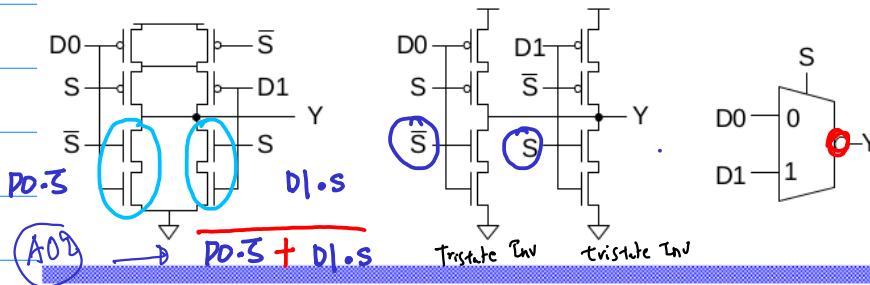 D0 S̅ D0 D1 S
S D1 S S̅ D0 0
Y Y Y
S̅ S S̅ S D1 1
D0.S̅ D1.S
AOI → D0.S̅ + D1.S Tristate Inv tristate Inv